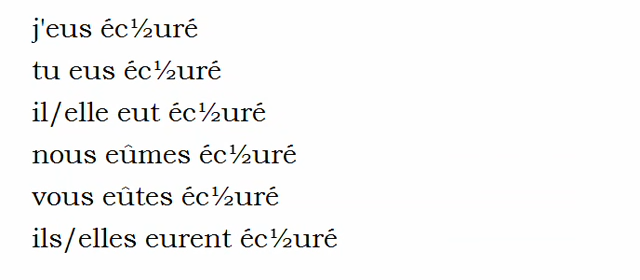 j'eus éc½uré
tu eus éc½uré
il/elle eut éc½uré
nous eûmes éc½uré
vous eûtes éc½uré
ils/elles eurent éc½uré